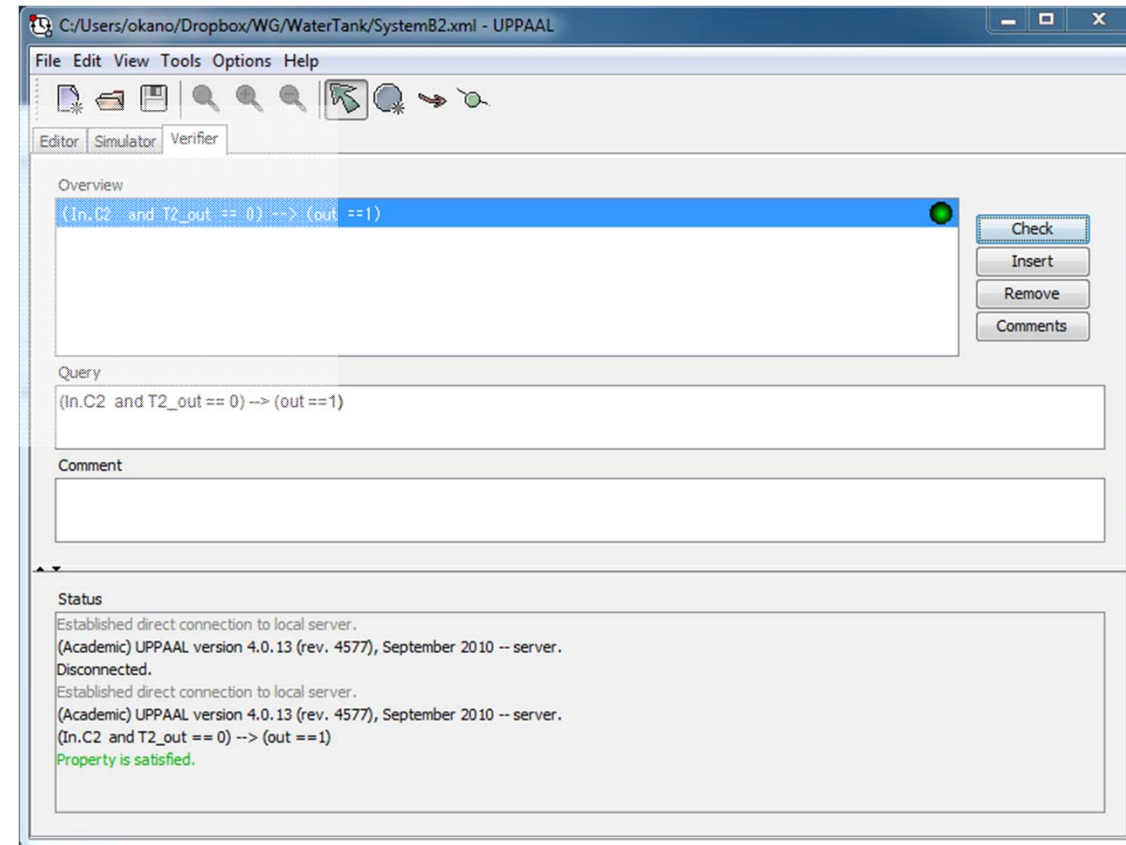 C:/Users/okano/Dropbox/WG/WaterTank/SystemB2.xml - UPPAAL
File Edit View Tools Options Help
Editor Simulator Verifier
Overview
(In.C2 and T2_out == 0) --> (out ==1)
Check
Insert
Remove
Comments
Query
(In.C2 and T2_out == 0) --> (out ==1)
Comment
Status
Established direct connection to local server.
(Academic) UPPAAL version 4.0.13 (rev. 4577), September 2010 -- server.
Disconnected.
Established direct connection to local server.
(Academic) UPPAAL version 4.0.13 (rev. 4577), September 2010 -- server.
(In.C2 and T2_out == 0) --> (out ==1)
Property is satisfied.